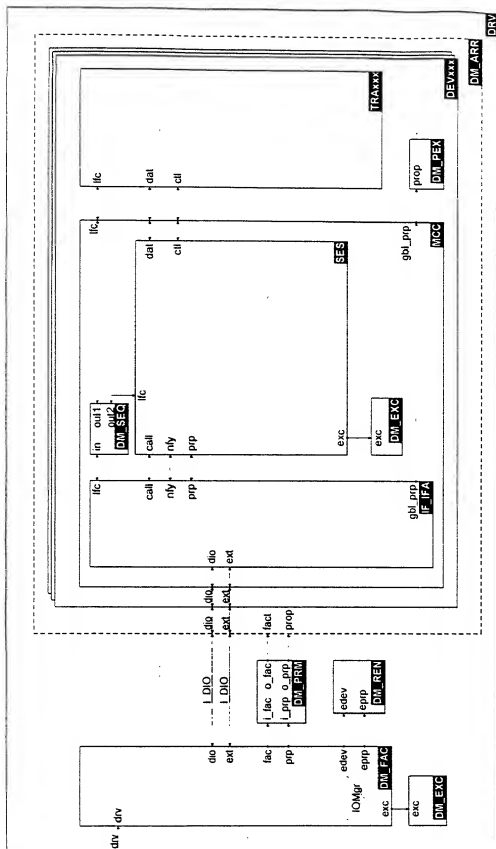 DRV
DM_ARR
DEVxxx
TRAxxx
lfc
dat
ctl
prop
DM_PEX
lfc
dat
ctl
gbl_prp
MCC
dat
ctl
SES
in
out1
out2
DM_SEQ
lfc
call
nfy
prp
exc
exc
DM_EXC
lfc
call
nfy
prp
gbl_prp
IF_IFA
dio
ext
dio
ext
dio
ext
fact
prop
I_DIO
I_DIO
i_fac
o_fac
i_prp
o_prp
DM_PRM
edev
eprp
DM_REN
dio
ext
fac
prp
edev
eprp
IOMgr
DM_FAC
drv
drv
exc
exc
DM_EXC